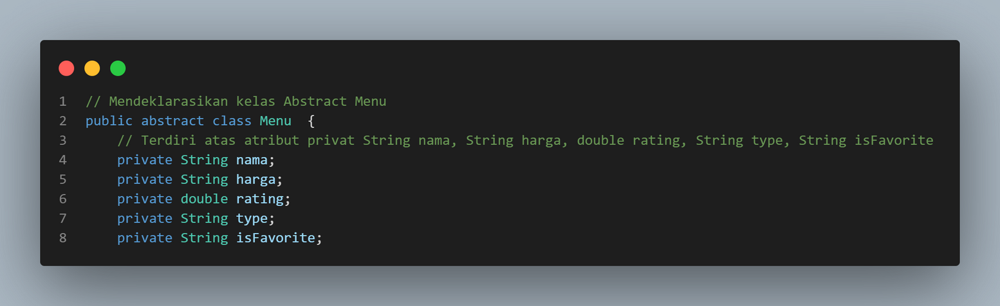 1 // Mendeklarasikan kelas Abstract Menu
2 public abstract class Menu  {
3     // Terdiri atas atribut privat String nama, String harga, double rating, String type, String isFavorite
4     private String nama;
5     private String harga;
6     private double rating;
7     private String type;
8     private String isFavorite;